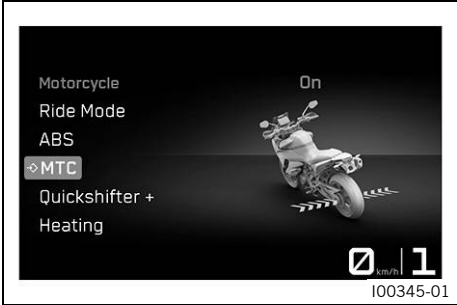 Motorcycle
On
Ride Mode
ABS
MTC
Quickshifter +
Heating
0 km/h 1
I00345-01